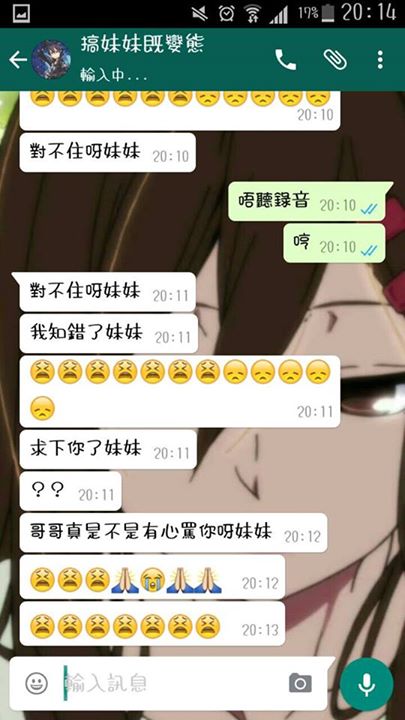 17% 20:14
搞妹妹既變態
輸入中...
😫😫😫😫😫😫😞😞😞😞😞
20:10
對不住呀妹妹 20:10
唔聽錄音 20:10
哼 20:10
對不住呀妹妹 20:11
我知錯了妹妹 20:11
😫😫😫😫😫😫😫😞😞😞😞
😞 20:11
求下你了妹妹 20:11
?? 20:11
哥哥真是不是有心罵你呀妹妹 20:12
😫😫😫🙏😭🙏🙏 20:12
😫😫😫😫😫😫😫 20:13
輸入訊息